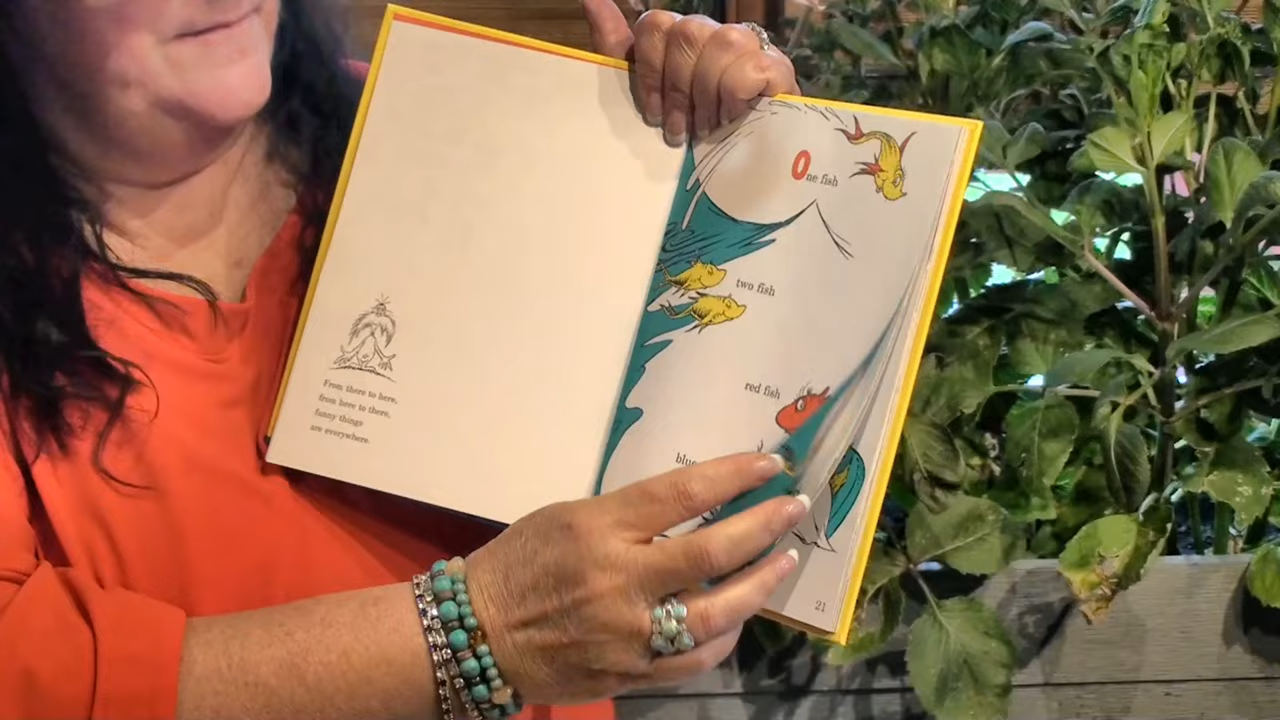 From there to here,
from here to there,
funny things
are everywhere.
One fish
two fish
red fish
blue
21